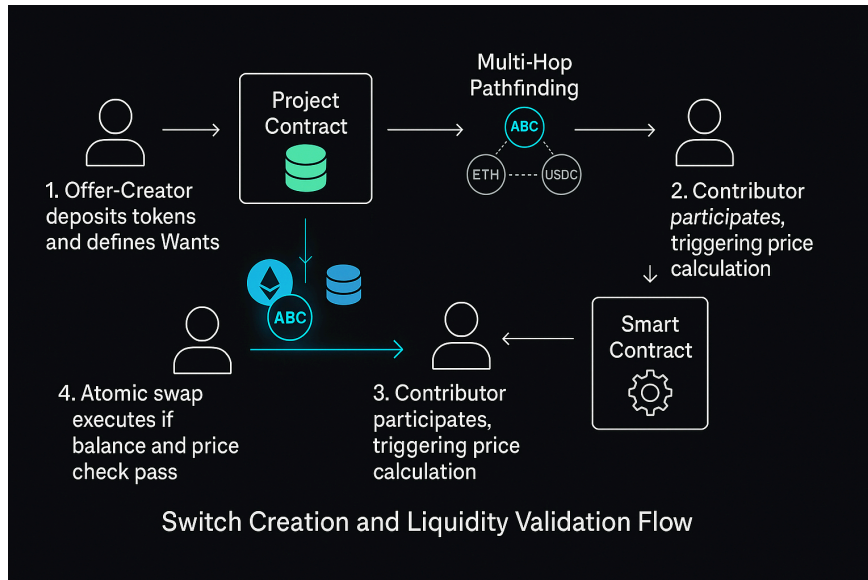 Project
Contract
Multi-Hop
Pathfinding
ABC
ETH
USDC
1. Offer-Creator
deposits tokens
and defines Wants
2. Contributor
participates,
triggering price
calculation
ABC
Smart
Contract
4. Atomic swap
executes if
balance and price
check pass
3. Contributor
participates,
triggering price
calculation
Switch Creation and Liquidity Validation Flow